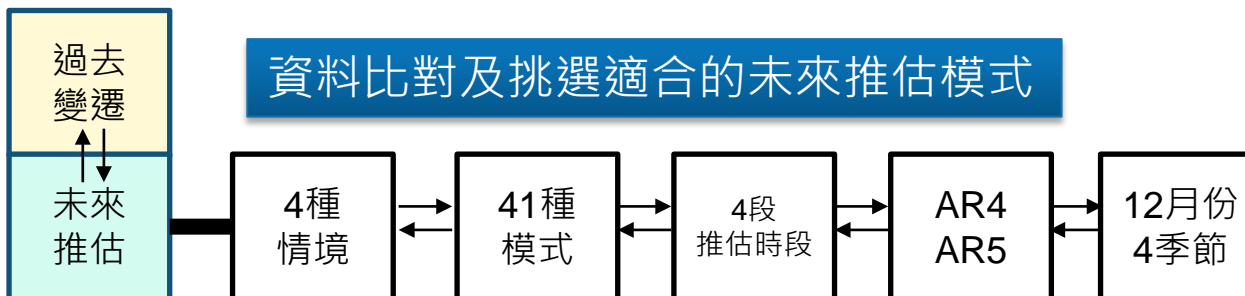 資料比對及挑選適合的未來推估模式
過去
變遷
未來
推估
4種
情境
41種
模式
4段
推估時段
AR4
AR5
12月份
4季節